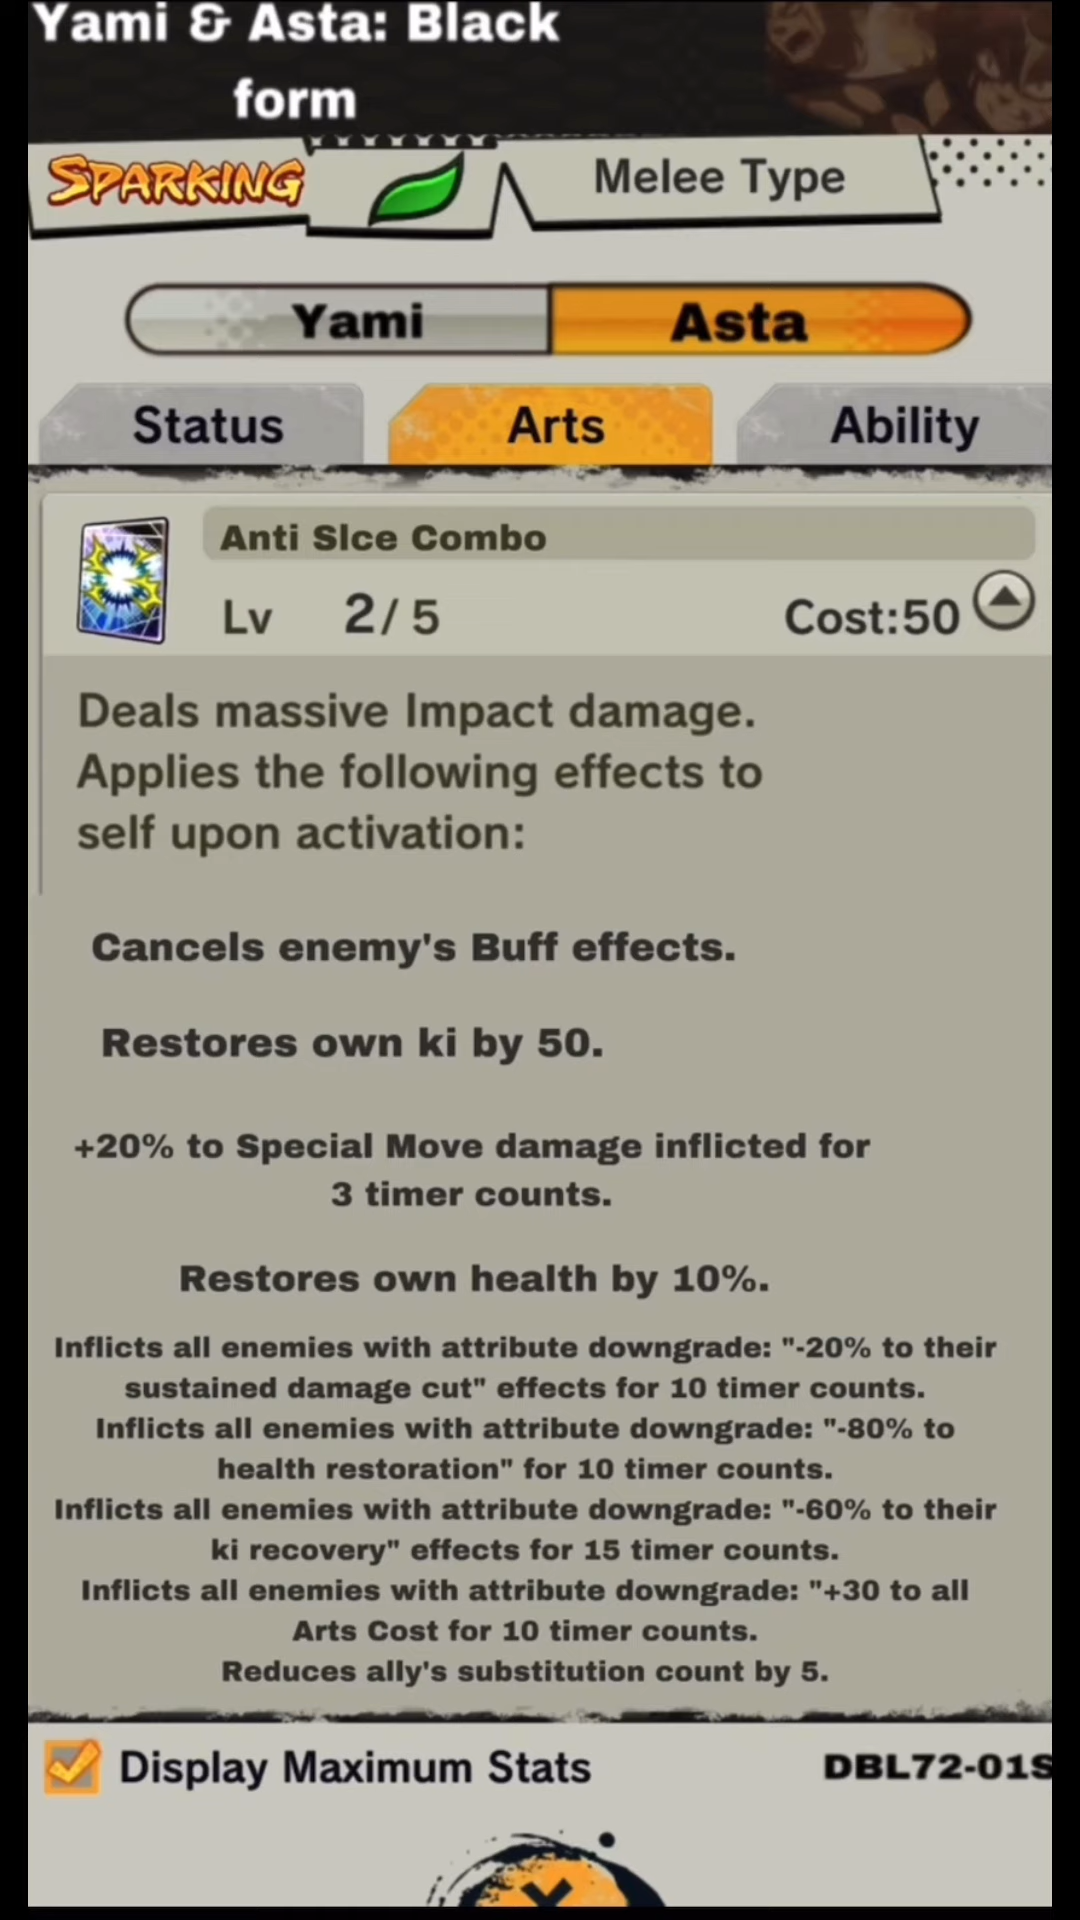 Yami & Asta: Black
form
SPARKING
Melee Type
Yami
Asta
Status
Arts
Ability
Anti Slce Combo
Lv 2/ 5
Cost:50
Deals massive Impact damage.
Applies the following effects to
self upon activation:
Cancels enemy's Buff effects.
Restores own ki by 50.
+20% to Special Move damage inflicted for
3 timer counts.
Restores own health by 10%.
Inflicts all enemies with attribute downgrade: "-20% to their
sustained damage cut" effects for 10 timer counts.
Inflicts all enemies with attribute downgrade: "-80% to
health restoration" for 10 timer counts.
Inflicts all enemies with attribute downgrade: "-60% to their
ki recovery" effects for 15 timer counts.
Inflicts all enemies with attribute downgrade: "+30 to all
Arts Cost for 10 timer counts.
Reduces ally's substitution count by 5.
Display Maximum Stats
DBL72-01S